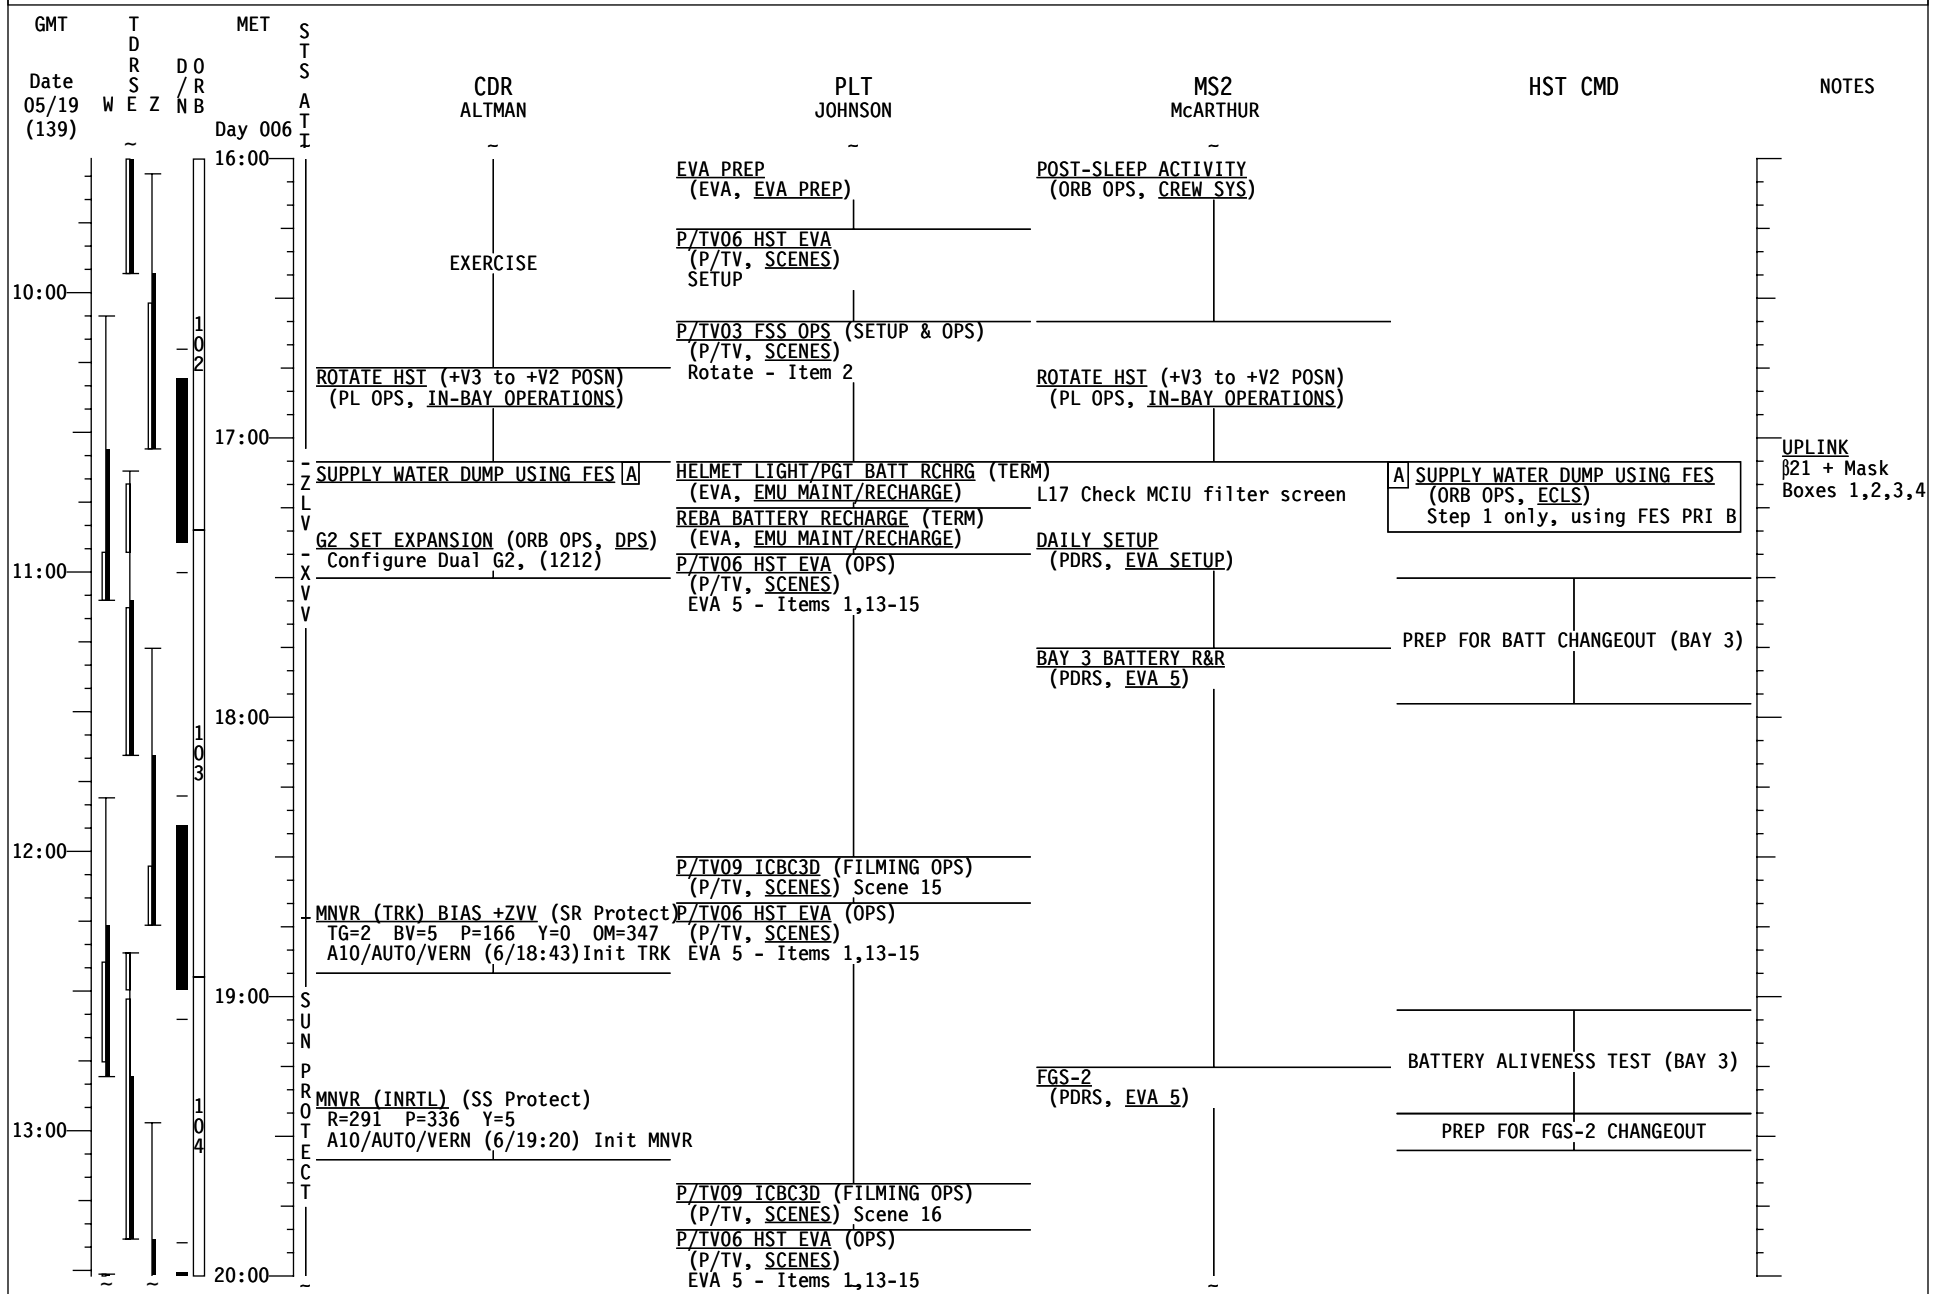 GMT
TDRS
MET
STS ATT
D/N
ORB
Date
05/19
(139)
W E Z
Day 006
CDR
ALTMAN
PLT
JOHNSON
MS2
McARTHUR
HST CMD
NOTES
~
~
~
~
16:00
17:00
18:00
19:00
20:00
10:00
11:00
12:00
13:00
102
103
104
-ZLV -XVV
SUN PROTECT
EXERCISE
ROTATE HST (+V3 to +V2 POSN)
(PL OPS, IN-BAY OPERATIONS)
SUPPLY WATER DUMP USING FES A
G2 SET EXPANSION (ORB OPS, DPS)
Configure Dual G2, (1212)
MNVR (TRK) BIAS +ZVV (SR Protect)
TG=2 BV=5 P=166 Y=0 OM=347
A10/AUTO/VERN (6/18:43)Init TRK
MNVR (INRTL) (SS Protect)
R=291 P=336 Y=5
A10/AUTO/VERN (6/19:20) Init MNVR
EVA PREP
(EVA, EVA PREP)
P/TV06 HST EVA
(P/TV, SCENES)
SETUP
P/TV03 FSS OPS (SETUP & OPS)
(P/TV, SCENES)
Rotate - Item 2
HELMET LIGHT/PGT BATT RCHRG (TERM)
(EVA, EMU MAINT/RECHARGE)
REBA BATTERY RECHARGE (TERM)
(EVA, EMU MAINT/RECHARGE)
P/TV06 HST EVA (OPS)
(P/TV, SCENES)
EVA 5 - Items 1,13-15
P/TV09 ICBC3D (FILMING OPS)
(P/TV, SCENES) Scene 15
P/TV06 HST EVA (OPS)
(P/TV, SCENES)
EVA 5 - Items 1,13-15
P/TV09 ICBC3D (FILMING OPS)
(P/TV, SCENES) Scene 16
P/TV06 HST EVA (OPS)
(P/TV, SCENES)
EVA 5 - Items 1,13-15
POST-SLEEP ACTIVITY
(ORB OPS, CREW SYS)
ROTATE HST (+V3 to +V2 POSN)
(PL OPS, IN-BAY OPERATIONS)
L17 Check MCIU filter screen
DAILY SETUP
(PDRS, EVA SETUP)
BAY 3 BATTERY R&R
(PDRS, EVA 5)
FGS-2
(PDRS, EVA 5)
A SUPPLY WATER DUMP USING FES
(ORB OPS, ECLS)
Step 1 only, using FES PRI B
PREP FOR BATT CHANGEOUT (BAY 3)
BATTERY ALIVENESS TEST (BAY 3)
PREP FOR FGS-2 CHANGEOUT
UPLINK
β21 + Mask
Boxes 1,2,3,4
~
~
~
~